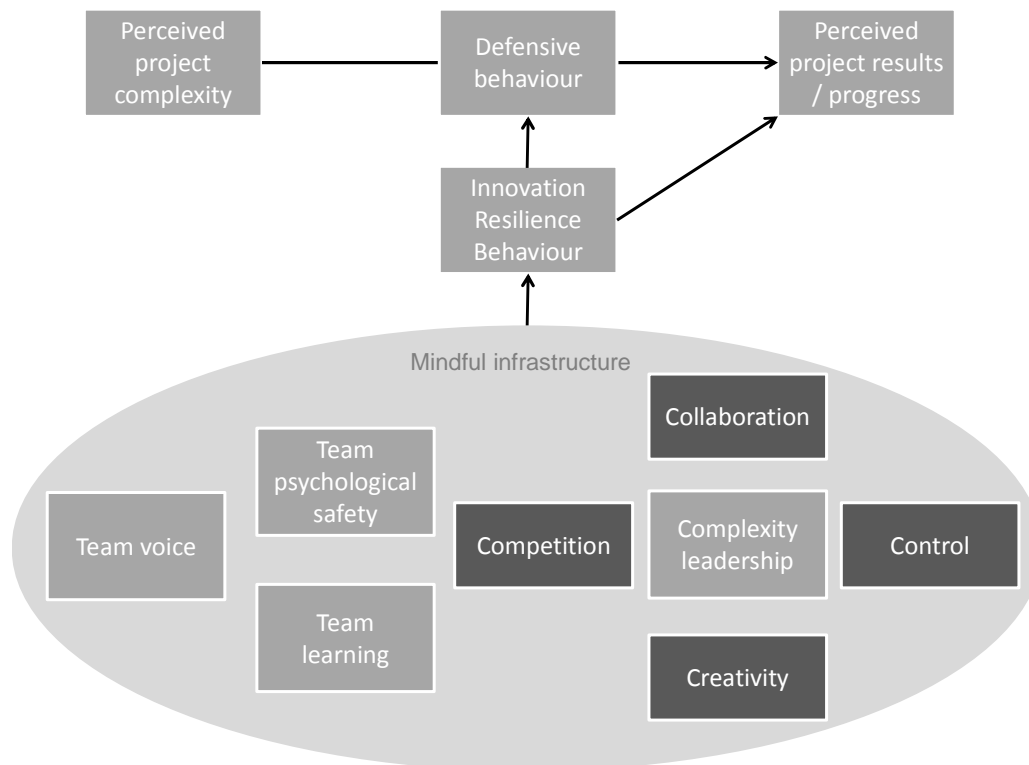 Perceived
project
complexity
Defensive
behaviour
Perceived
project results
/ progress
Innovation
Resilience
Behaviour
Mindful infrastructure
Collaboration
Team
psychological
safety
Team voice
Competition
Complexity
leadership
Control
Team
learning
Creativity